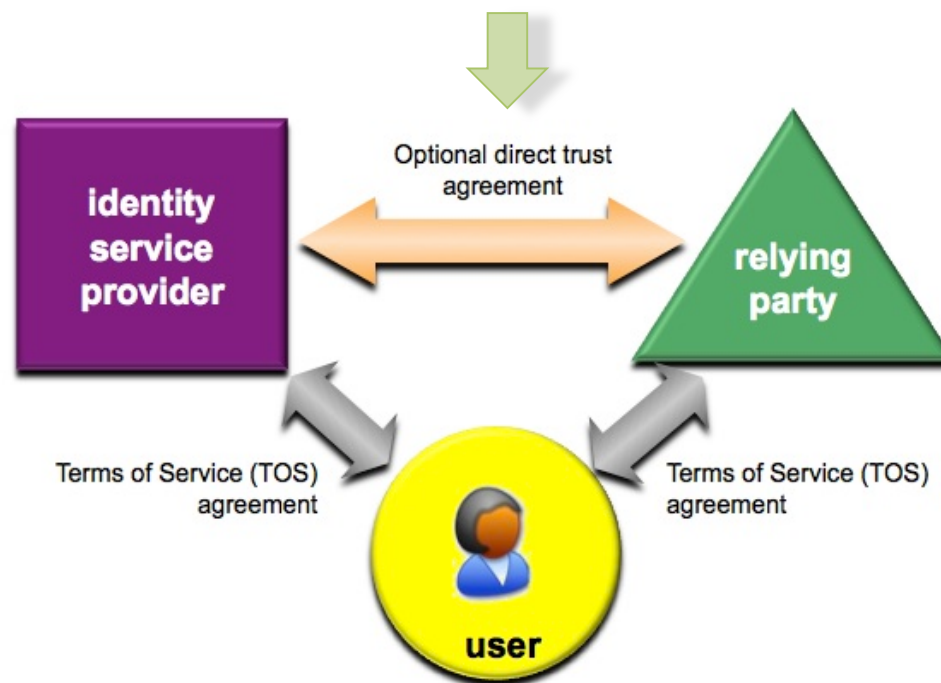 Optional direct trust
agreement
identity
service
provider
relying
party
Terms of Service (TOS)
agreement
Terms of Service (TOS)
agreement
user